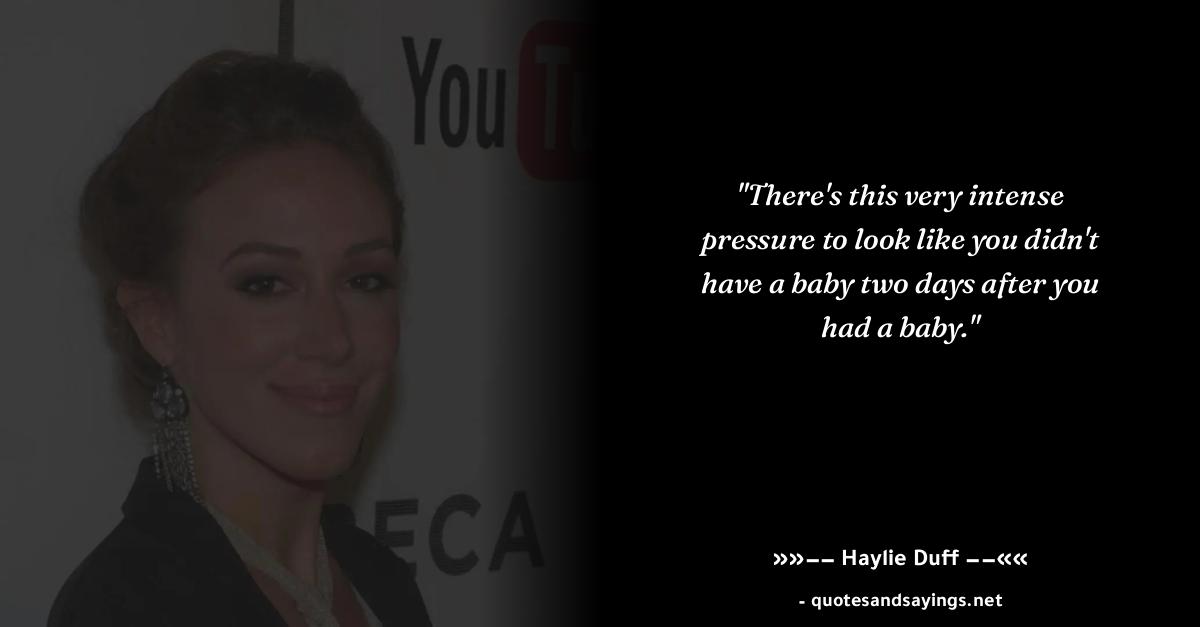 YouTu
ECA
"There's this very intense
pressure to look like you didn't
have a baby two days after you
had a baby."
»»−− Haylie Duff −−««
- quotesandsayings.net